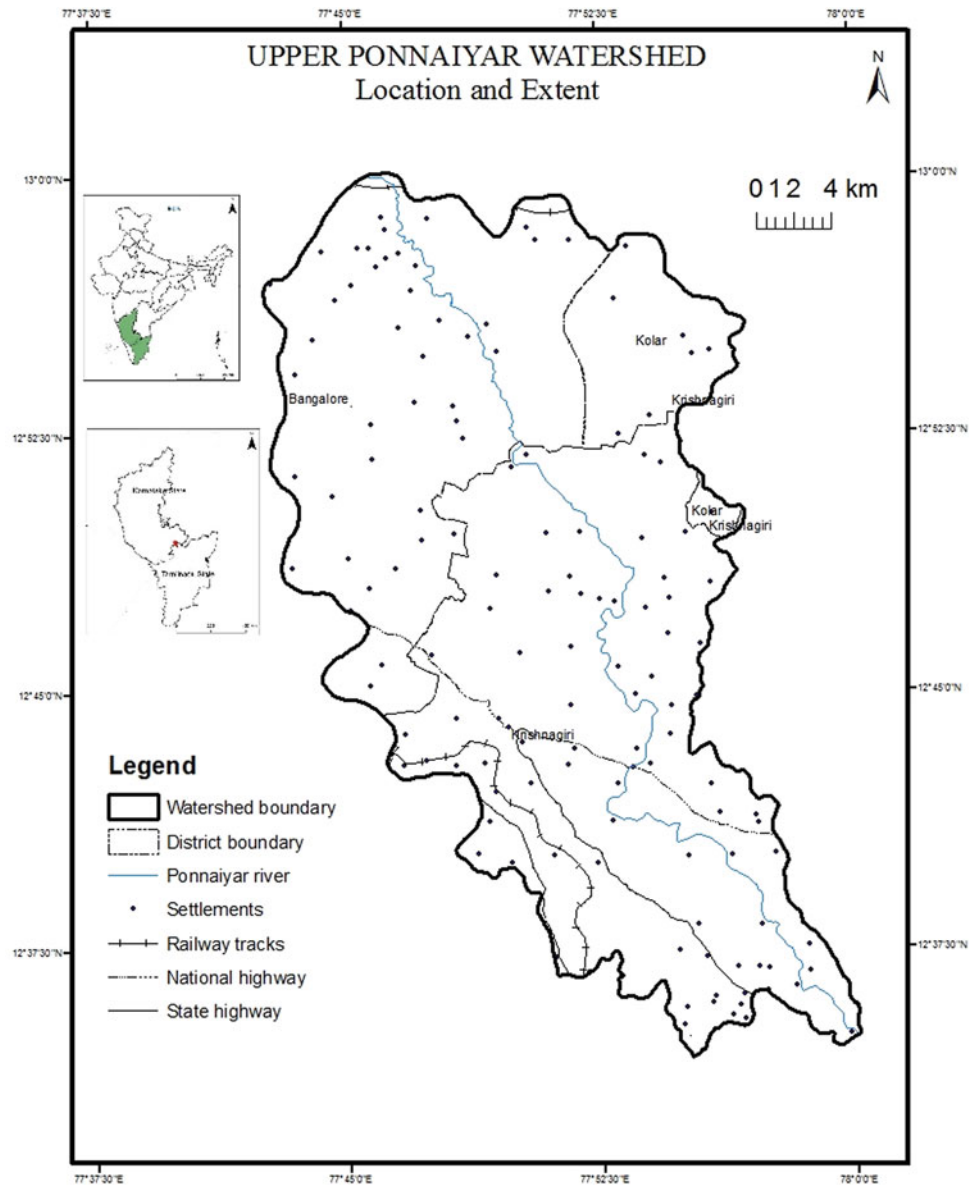 77°37'30"E 77°45'0"E 77°52'30"E 78°0'0"E
UPPER PONNAIYAR WATERSHED
Location and Extent
N
13°0'0"N 13°0'0"N
0 1 2 4 km
Kolar
Bangalore
Krishnagiri
12°52'30"N 12°52'30"N
Kolar
Krishnagiri
Karnataka State
Tamilnadu State
12°45'0"N 12°45'0"N
Krishnagiri
Legend
Watershed boundary
District boundary
Ponnaiyar river
Settlements
Railway tracks
National highway
State highway
12°37'30"N 12°37'30"N
77°37'30"E 77°45'0"E 77°52'30"E 78°0'0"E